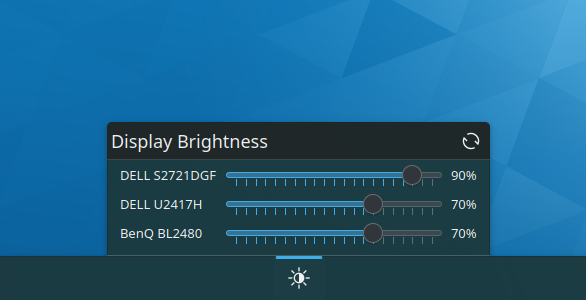 Display Brightness
DELL S2721DGF 90%
DELL U2417H 70%
BenQ BL2480 70%